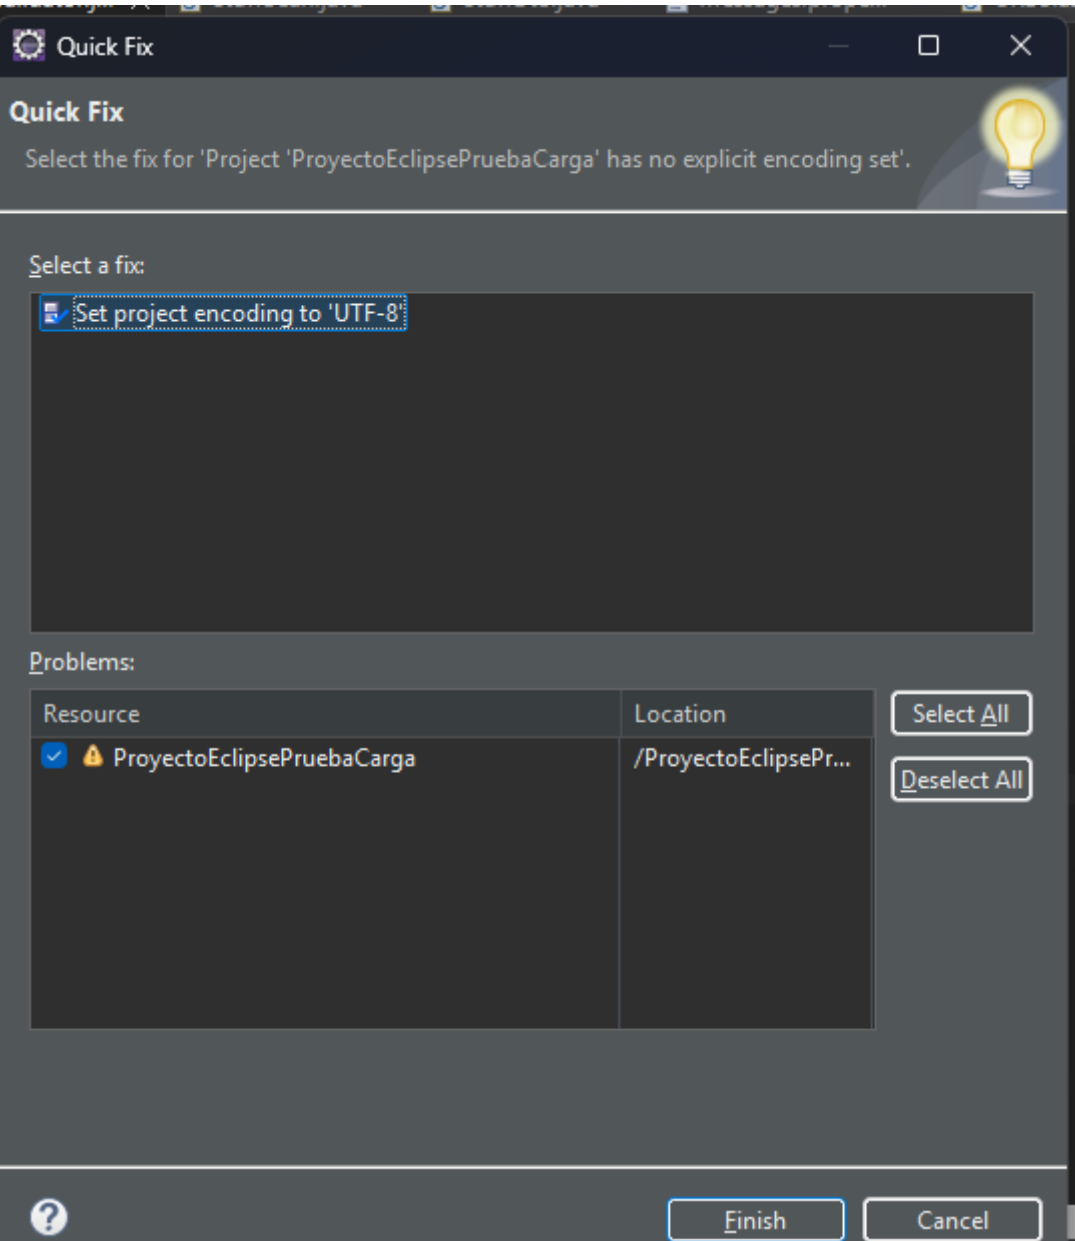 Quick Fix
Quick Fix
Select the fix for 'Project 'ProyectoEclipsePruebaCarga' has no explicit encoding set'.
Select a fix:
Set project encoding to 'UTF-8'
Problems:
Resource Location
Select All
ProyectoEclipsePruebaCarga /ProyectoEclipsePr...
Deselect All
Finish Cancel